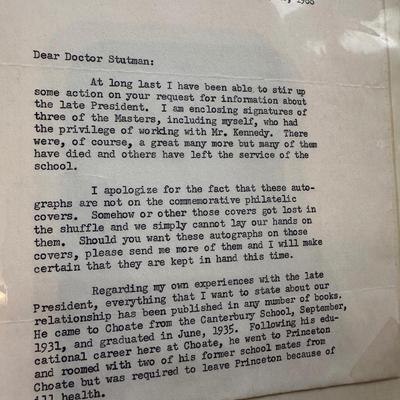 1966
Dear Doctor Stutman:
At long last I have been able to stir up
some action on your request for information about
the late President. I am enclosing signatures of
three of the Masters, including myself, who had
the privilege of working with Mr. Kennedy. There
were, of course, a great many more but many of them
have died and others have left the service of the
school.
I apologize for the fact that these auto-
graphs are not on the commemorative philatelic
covers. Somehow or other those covers got lost in
the shuffle and we simply cannot lay our hands on
them. Should you want these autographs on those
covers, please send me more of them and I will make
certain that they are kept in hand this time.
Regarding my own experiences with the late
President, everything that I want to state about our
relationship has been published in any number of books.
He came to Choate from the Canterbury School, September,
1931, and graduated in June, 1935. Following his edu-
cational career here at Choate, he went to Princeton
and roomed with two of his former school mates from
Choate but was required to leave Princeton because of
ill health.